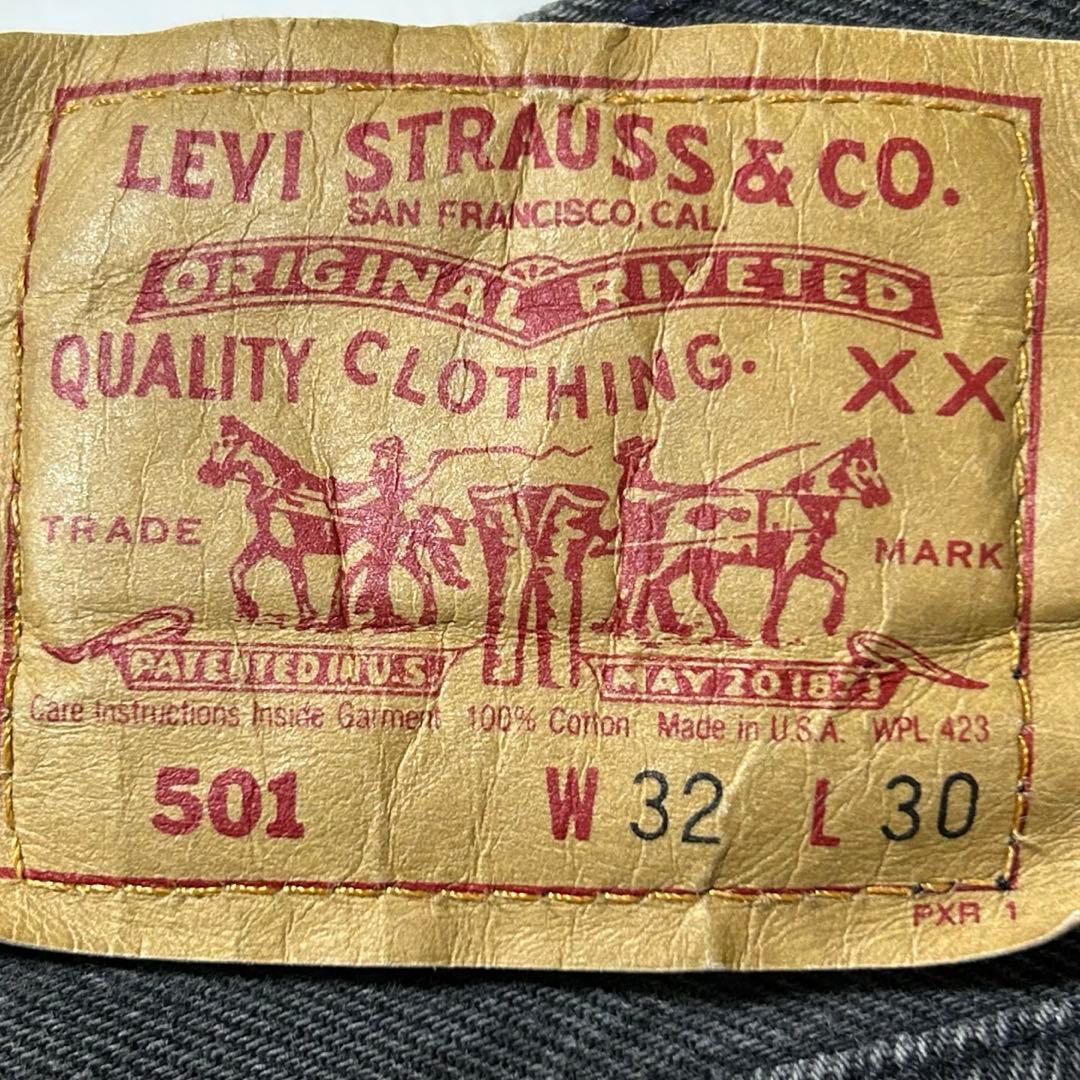 LEVI STRAUSS & CO.
SAN FRANCISCO, CAL.
ORIGINAL RIVETED
QUALITY CLOTHING. XX
TRADE MARK
PATENTED IN U.S. MAY 20 1873
Care Instructions Inside Garment 100% Cotton Made in U.S.A. WPL 423
501 W 32 L 30
PXR 1